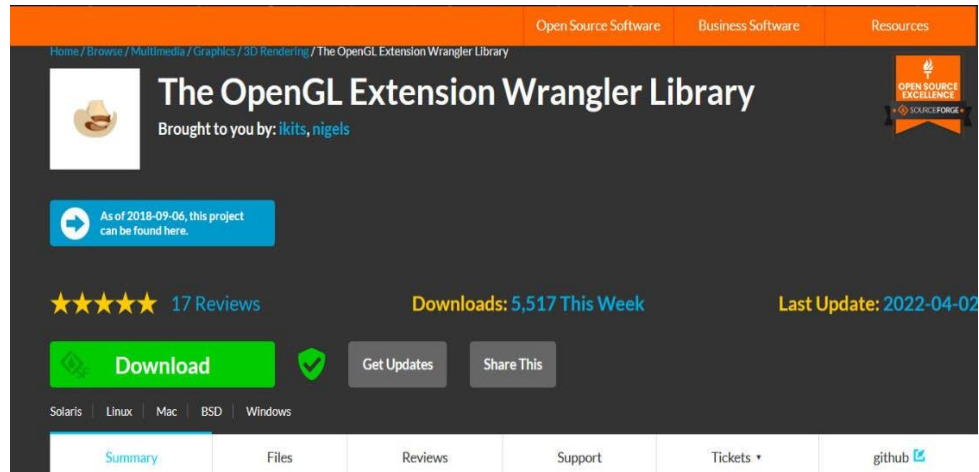 Open Source Software Business Software Resources
Home / Browse / Multimedia / Graphics / 3D Rendering / The OpenGL Extension Wrangler Library
The OpenGL Extension Wrangler Library
Brought to you by: ikits, nigels
OPEN SOURCE
EXCELLENCE
SOURCEFORGE
As of 2018-09-06, this project
can be found here.
17 Reviews Downloads: 5,517 This Week Last Update: 2022-04-02
Download Get Updates Share This
Solaris Linux Mac BSD Windows
Summary Files Reviews Support Tickets github